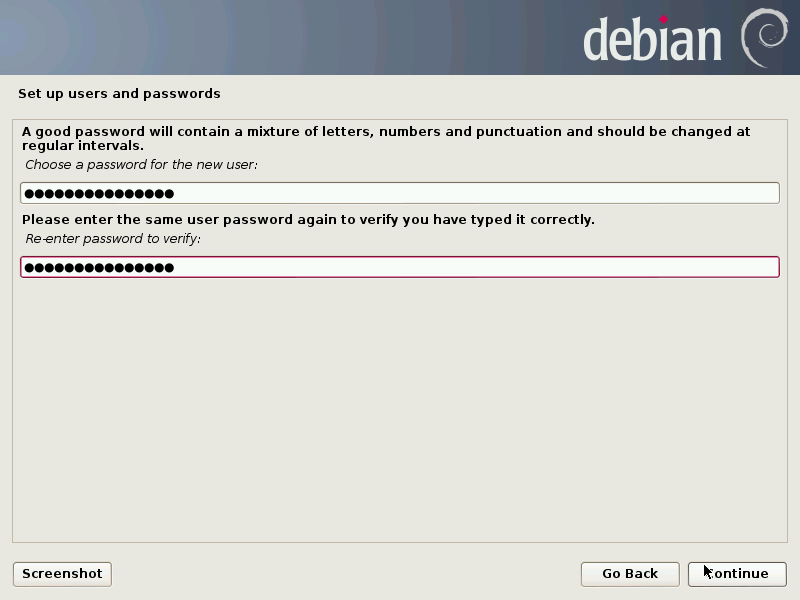 debian
Set up users and passwords
A good password will contain a mixture of letters, numbers and punctuation and should be changed at
regular intervals.
Choose a password for the new user:
●●●●●●●●●●●●●●●
Please enter the same user password again to verify you have typed it correctly.
Re-enter password to verify:
●●●●●●●●●●●●●●●
Screenshot
Go Back
Continue